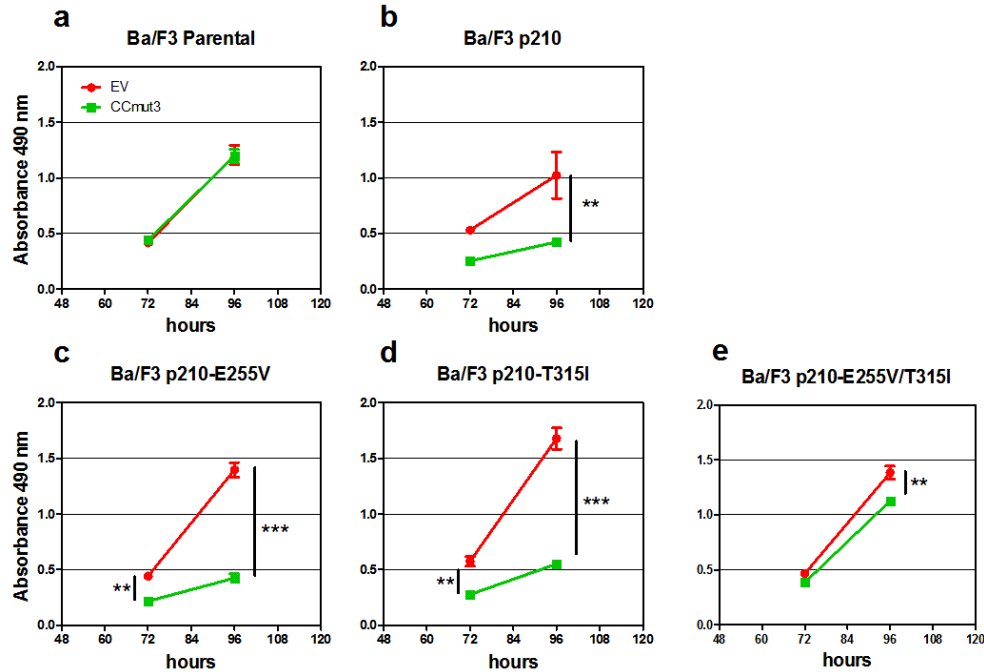 a
Ba/F3 Parental
b
Ba/F3 p210
Absorbance 490 nm
2.0
1.5
1.0
0.5
0.0
EV
CCmut3
48 60 72 84 96 108 120
hours
2.0
1.5
1.0
0.5
0.0
**
48 60 72 84 96 108 120
hours
c
Ba/F3 p210-E255V
d
Ba/F3 p210-T315I
e
Ba/F3 p210-E255V/T315I
Absorbance 490 nm
2.0
1.5
1.0
0.5
0.0
***
**
48 60 72 84 96 108 120
hours
2.0
1.5
1.0
0.5
0.0
***
**
48 60 72 84 96 108 120
hours
2.0
1.5
1.0
0.5
0.0
**
48 60 72 84 96 108 120
hours